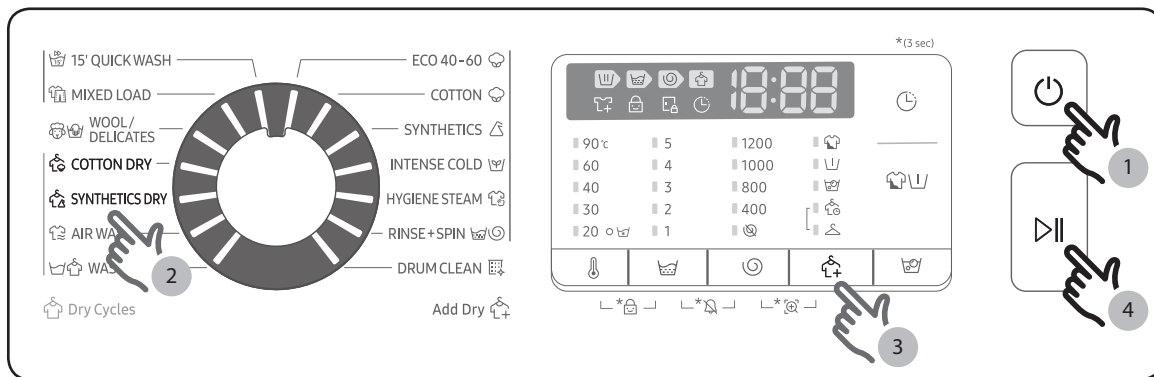 *(3 sec)
15' QUICK WASH
MIXED LOAD
WOOL/
DELICATES
COTTON DRY
SYNTHETICS DRY
AIR WA
WAS
Dry Cycles
ECO 40-60
COTTON
SYNTHETICS
INTENSE COLD
HYGIENE STEAM
RINSE+SPIN
DRUM CLEAN
Add Dry
18:88
90℃ 5 1200
60 4 1000
40 3 800
30 2 400
20 1
* * *
1
2
3
4